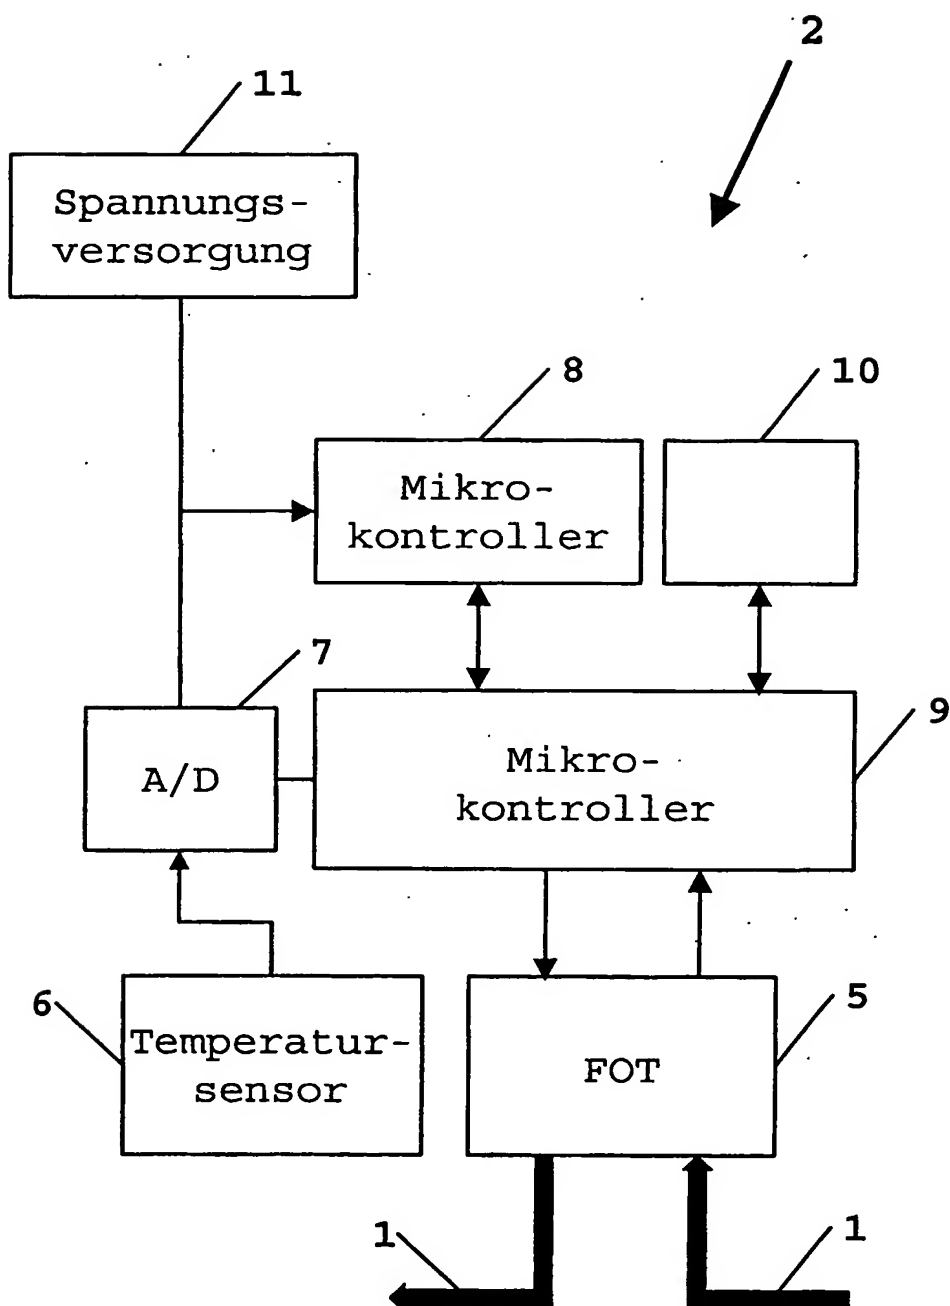 2
11
Spannungs-
versorgung
8
10
Mikro-
kontroller
7
9
A/D
Mikro-
kontroller
6
5
Temperatur-
sensor
FOT
1
1